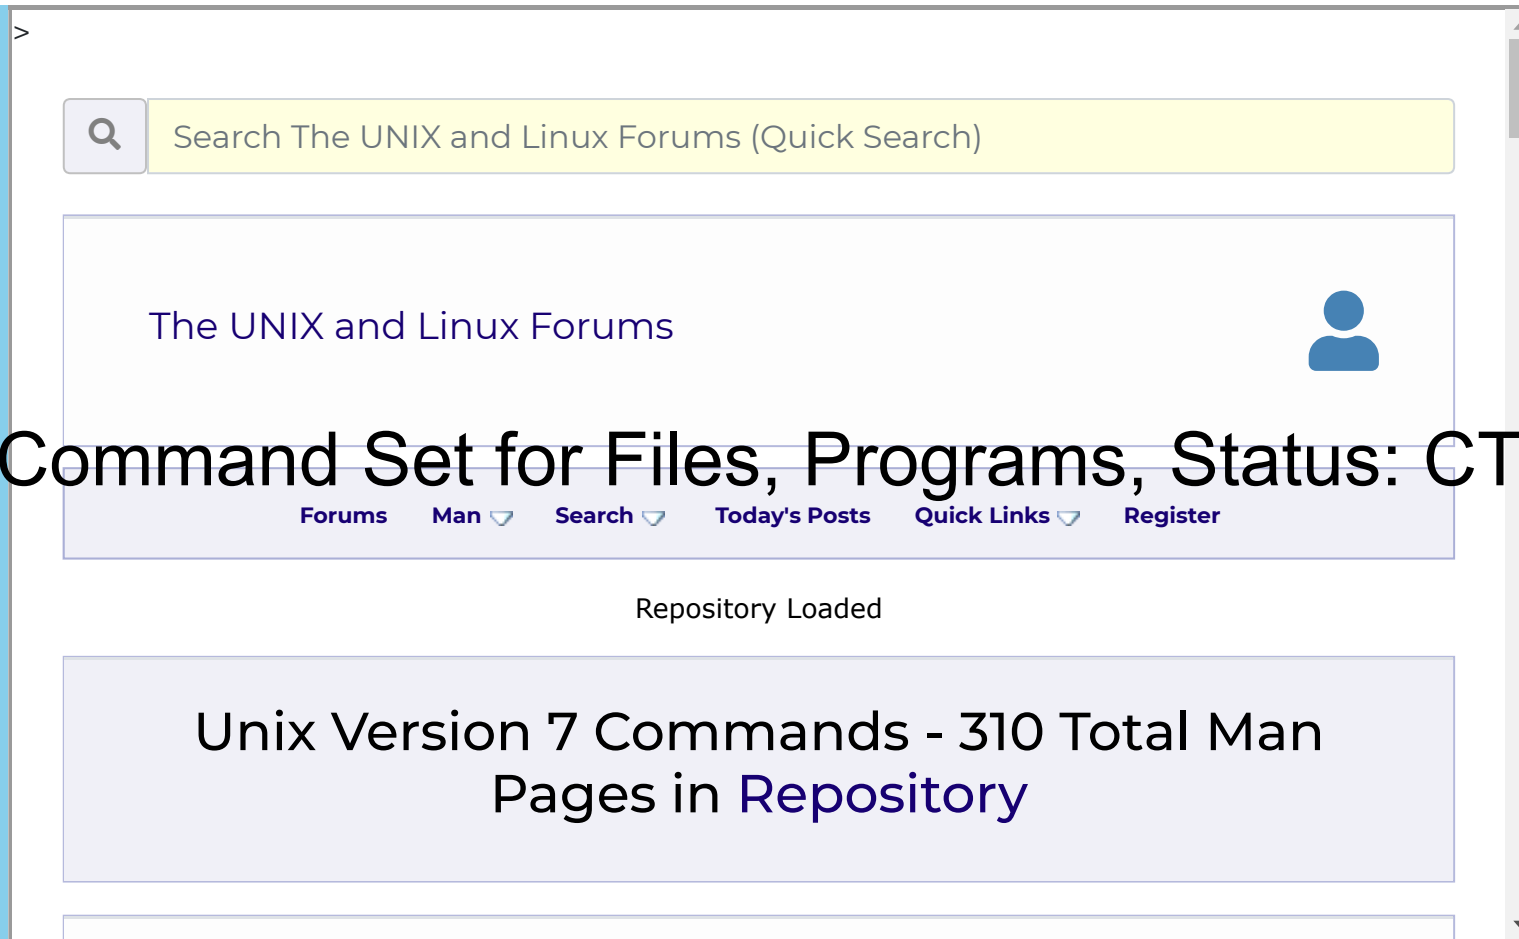 >
Search The UNIX and Linux Forums (Quick Search)
The UNIX and Linux Forums
Command Set for Files, Programs, Status: CT
Forums Man Search Today's Posts Quick Links Register
Repository Loaded
Unix Version 7 Commands - 310 Total Man
Pages in Repository